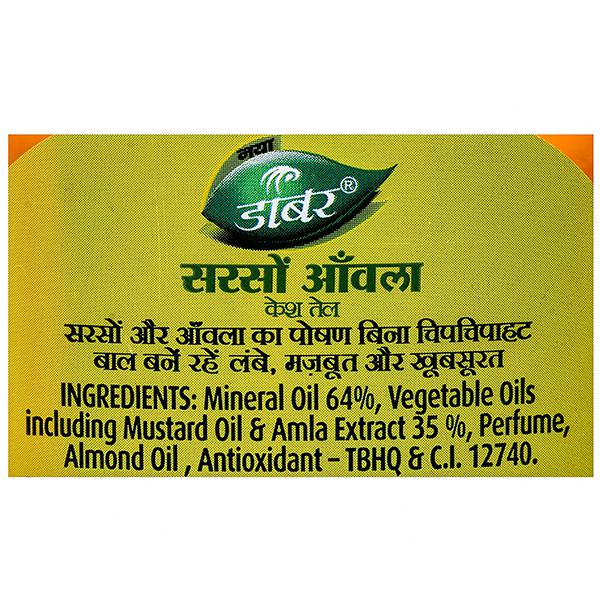 नया
डाबर®
सरसों आँवला
केश तेल
सरसों और आँवला का पोषण बिना चिपचिपाहट
बाल बनें रहें लंबे, मज़बूत और खूबसूरत
INGREDIENTS: Mineral Oil 64%, Vegetable Oils
including Mustard Oil & Amla Extract 35 %, Perfume,
Almond Oil , Antioxidant – TBHQ & C.I. 12740.